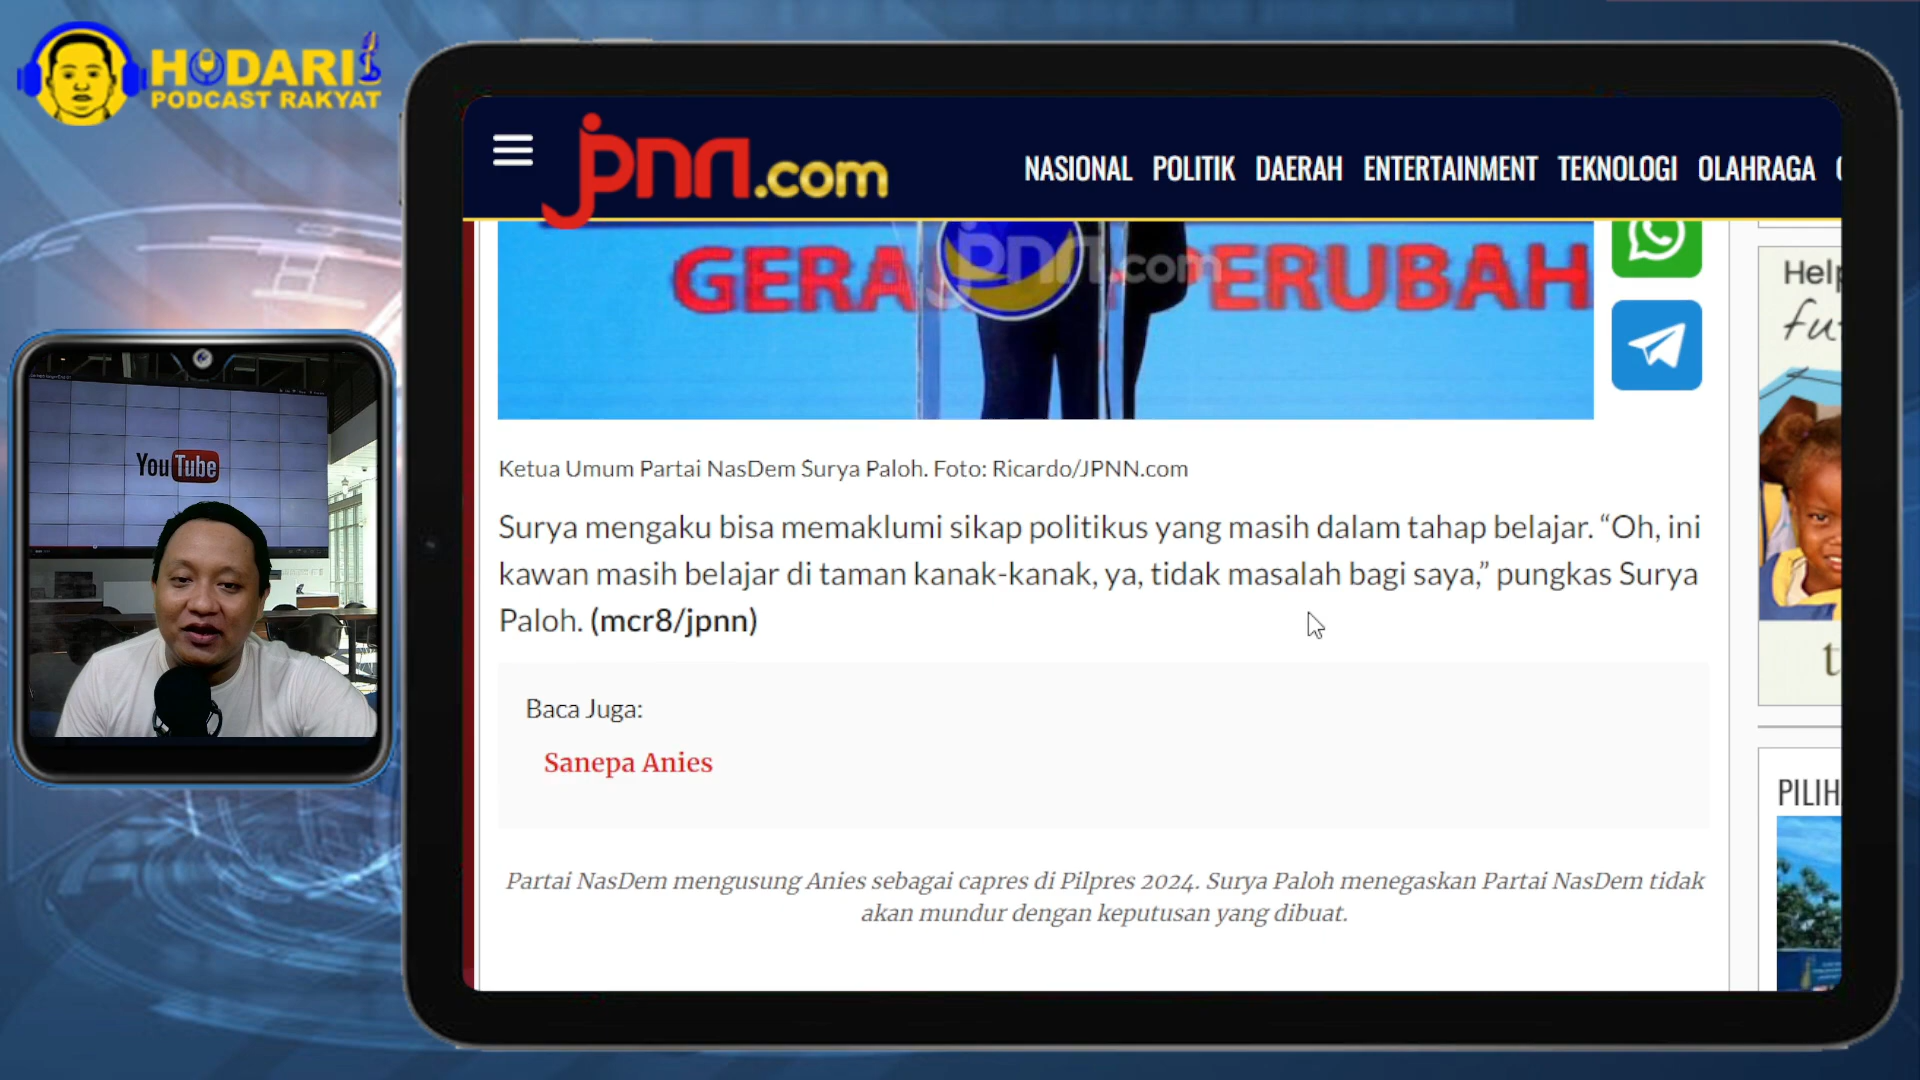 HODARI
PODCAST RAKYAT
jpnn.com
NASIONAL POLITIK DAERAH ENTERTAINMENT TEKNOLOGI OLAHRAGA
GERA ERUBAH
jpnn.com
Help
fu
YouTube
Ketua Umum Partai NasDem Surya Paloh. Foto: Ricardo/JPNN.com
Surya mengaku bisa memaklumi sikap politikus yang masih dalam tahap belajar. “Oh, ini
kawan masih belajar di taman kanak-kanak, ya, tidak masalah bagi saya,” pungkas Surya
Paloh. (mcr8/jpnn)
t
Baca Juga:
Sanepa Anies
PILIH
Partai NasDem mengusung Anies sebagai capres di Pilpres 2024. Surya Paloh menegaskan Partai NasDem tidak
akan mundur dengan keputusan yang dibuat.